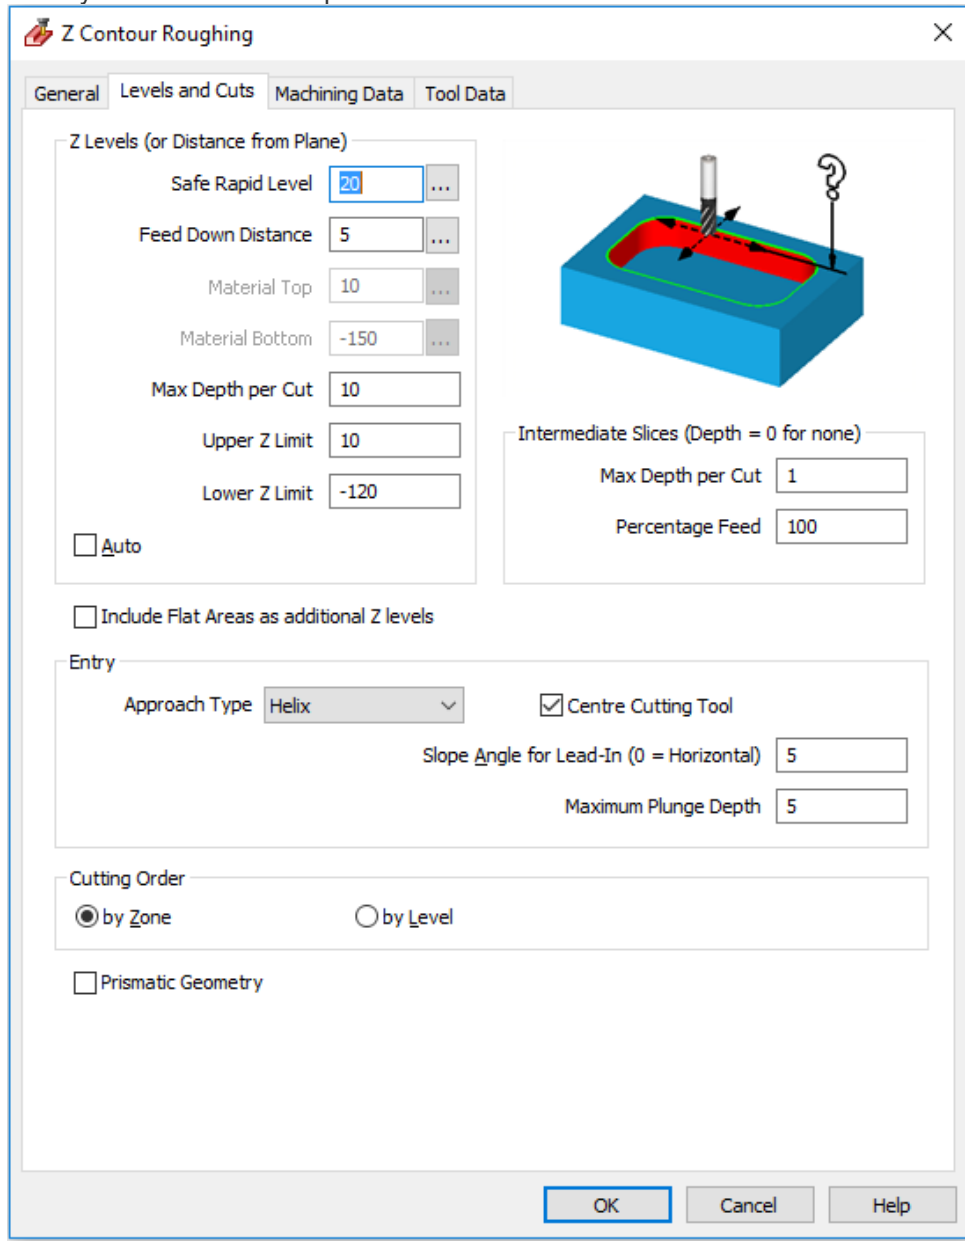 Z Contour Roughing
General Levels and Cuts Machining Data Tool Data
Z Levels (or Distance from Plane)
Safe Rapid Level 20 ...
Feed Down Distance 5 ...
Material Top 10 ...
Material Bottom -150 ...
Max Depth per Cut 10
Upper Z Limit 10
Lower Z Limit -120
Auto
?
Intermediate Slices (Depth = 0 for none)
Max Depth per Cut 1
Percentage Feed 100
Include Flat Areas as additional Z levels
Entry
Approach Type Helix
Centre Cutting Tool
Slope Angle for Lead-In (0 = Horizontal) 5
Maximum Plunge Depth 5
Cutting Order
by Zone by Level
Prismatic Geometry
OK Cancel Help